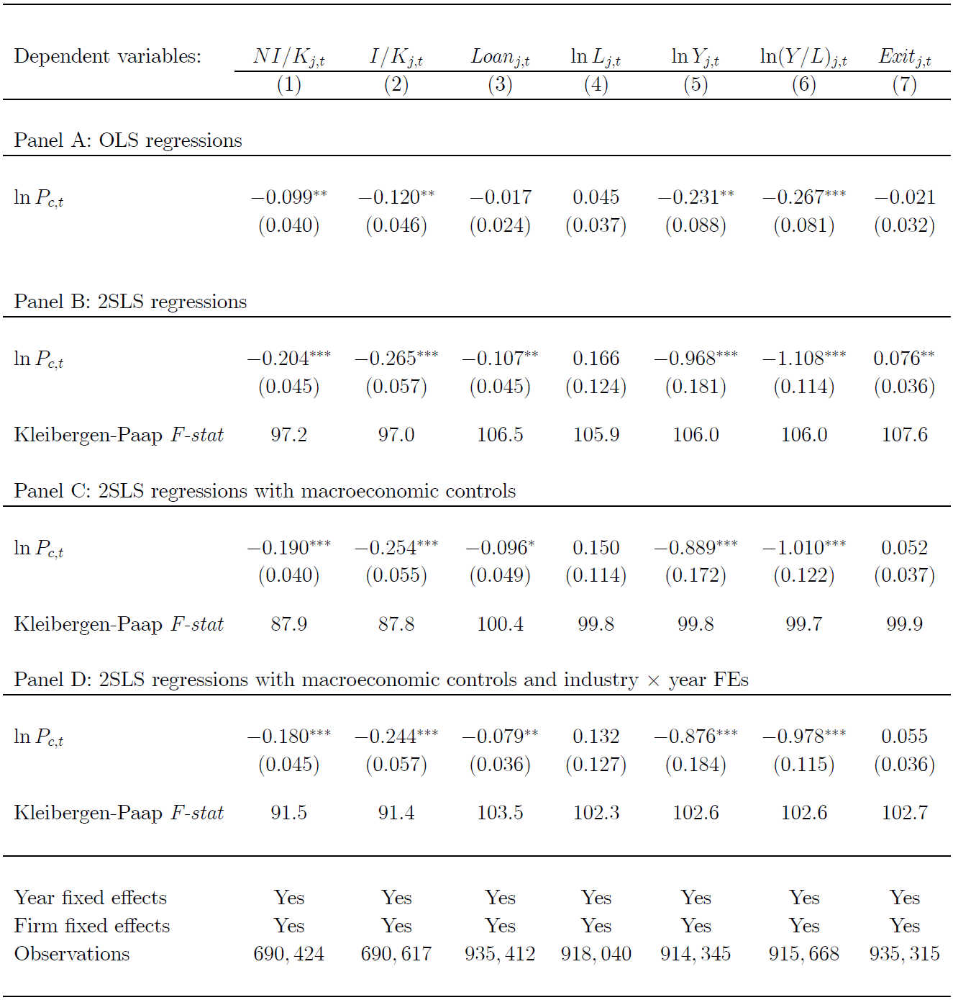 Dependent variables: NI/K_{j,t} I/K_{j,t} Loan_{j,t} ln L_{j,t} ln Y_{j,t} ln(Y/L)_{j,t} Exit_{j,t}
(1) (2) (3) (4) (5) (6) (7)
Panel A: OLS regressions
ln P_{c,t} −0.099** −0.120** −0.017 0.045 −0.231** −0.267*** −0.021
(0.040) (0.046) (0.024) (0.037) (0.088) (0.081) (0.032)
Panel B: 2SLS regressions
ln P_{c,t} −0.204*** −0.265*** −0.107** 0.166 −0.968*** −1.108*** 0.076**
(0.045) (0.057) (0.045) (0.124) (0.181) (0.114) (0.036)
Kleibergen-Paap F-stat 97.2 97.0 106.5 105.9 106.0 106.0 107.6
Panel C: 2SLS regressions with macroeconomic controls
ln P_{c,t} −0.190*** −0.254*** −0.096* 0.150 −0.889*** −1.010*** 0.052
(0.040) (0.055) (0.049) (0.114) (0.172) (0.122) (0.037)
Kleibergen-Paap F-stat 87.9 87.8 100.4 99.8 99.8 99.7 99.9
Panel D: 2SLS regressions with macroeconomic controls and industry × year FEs
ln P_{c,t} −0.180*** −0.244*** −0.079** 0.132 −0.876*** −0.978*** 0.055
(0.045) (0.057) (0.036) (0.127) (0.184) (0.115) (0.036)
Kleibergen-Paap F-stat 91.5 91.4 103.5 102.3 102.6 102.6 102.7
Year fixed effects Yes Yes Yes Yes Yes Yes Yes
Firm fixed effects Yes Yes Yes Yes Yes Yes Yes
Observations 690,424 690,617 935,412 918,040 914,345 915,668 935,315